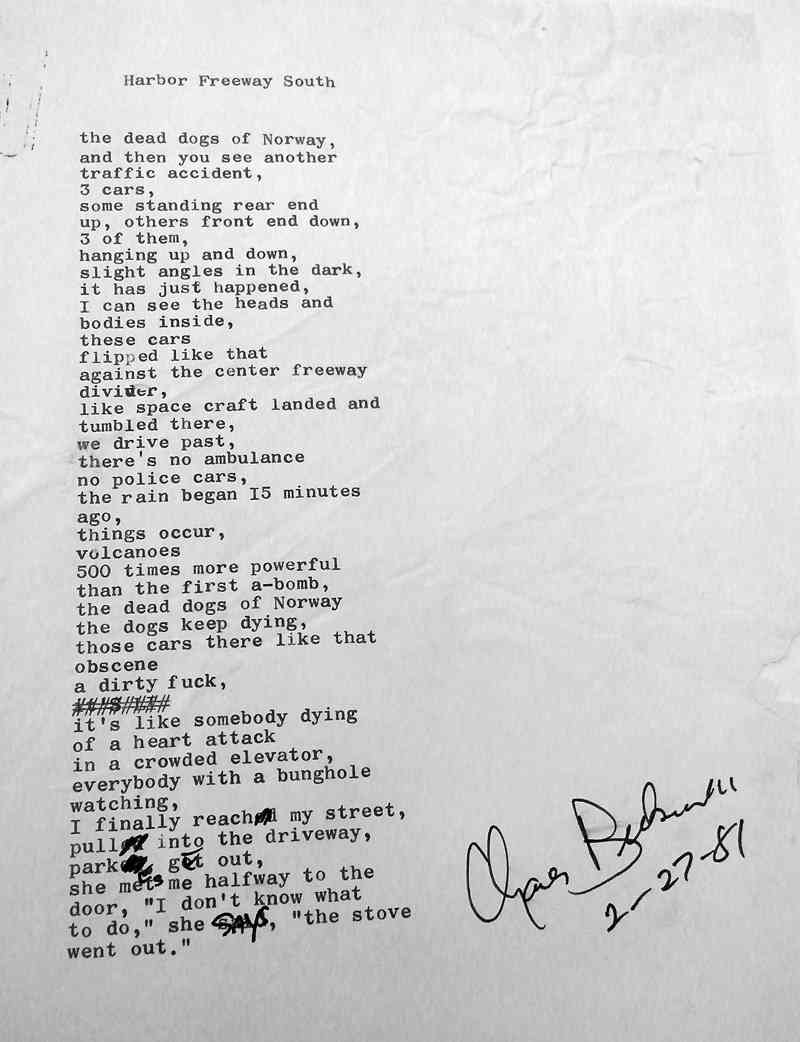 Harbor Freeway South
the dead dogs of Norway,
and then you see another
traffic accident,
3 cars,
some standing rear end
up, others front end down,
3 of them,
hanging up and down,
slight angles in the dark,
it has just happened,
I can see the heads and
bodies inside,
these cars
flipped like that
against the center freeway
divider,
like space craft landed and
tumbled there,
we drive past,
there's no ambulance
no police cars,
the rain began 15 minutes
ago,
things occur,
volcanoes
500 times more powerful
than the first a-bomb,
the dead dogs of Norway
the dogs keep dying,
those cars there like that
obscene
a dirty fuck,
it's like somebody dying
of a heart attack
in a crowded elevator,
everybody with a bunghole
watching,
I finally reach my street,
pull into the driveway,
park, get out,
she mets me halfway to the
door, "I don't know what
to do," she SAYS, "the stove
went out."
Charles Bukowski
2-27-81